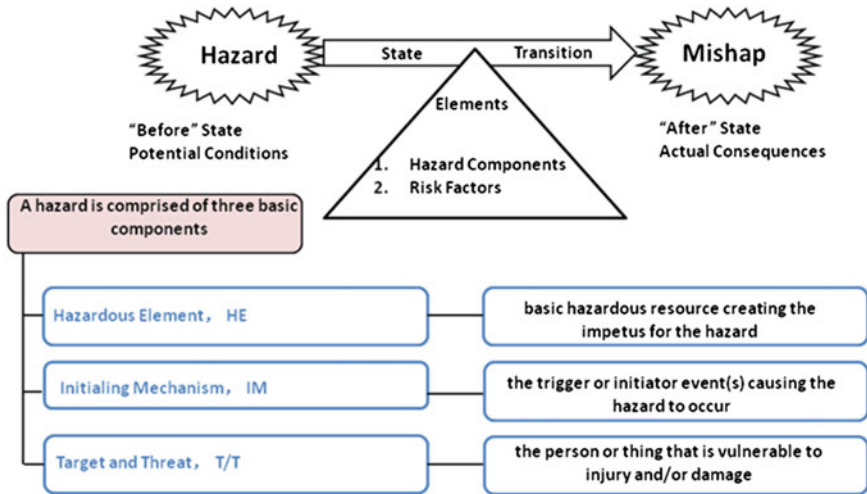 Hazard
State
Transition
Mishap
Elements
"Before" State
Potential Conditions
"After" State
Actual Consequences
1. Hazard Components
2. Risk Factors
A hazard is comprised of three basic
components
Hazardous Element， HE
basic hazardous resource creating the
impetus for the hazard
Initialing Mechanism， IM
the trigger or initiator event(s) causing the
hazard to occur
Target and Threat， T/T
the person or thing that is vulnerable to
injury and/or damage